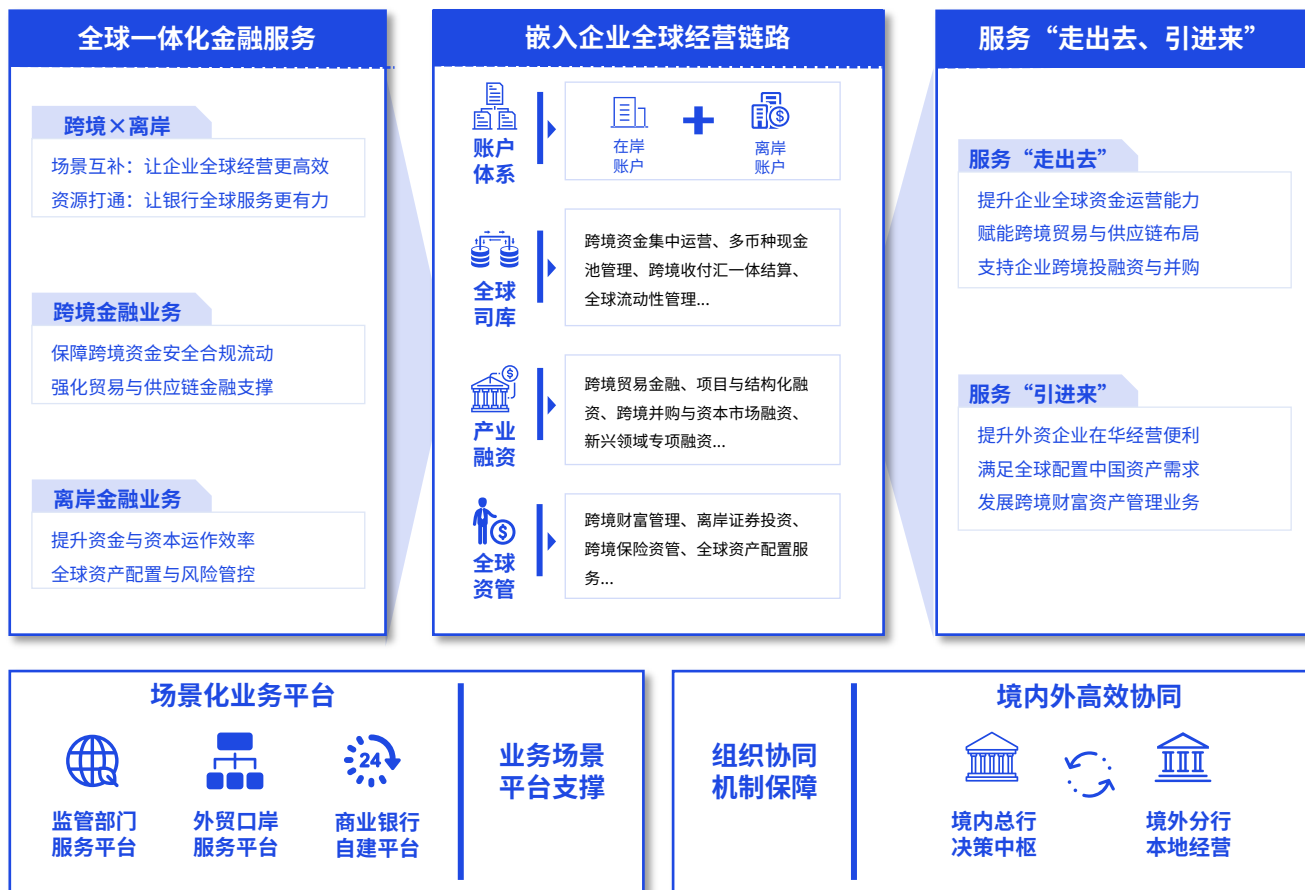 全球一体化金融服务
跨境×离岸
场景互补：让企业全球经营更高效
资源打通：让银行全球服务更有力
跨境金融业务
保障跨境资金安全合规流动
强化贸易与供应链金融支撑
离岸金融业务
提升资金与资本运作效率
全球资产配置与风险管控
嵌入企业全球经营链路
账户
体系
在岸
账户
+
离岸
账户
全球
司库
跨境资金集中运营、多币种现金
池管理、跨境收付汇一体结算、
全球流动性管理...
产业
融资
跨境贸易金融、项目与结构化融
资、跨境并购与资本市场融资、
新兴领域专项融资...
全球
资管
跨境财富管理、离岸证券投资、
跨境保险资管、全球资产配置服
务...
服务“走出去、引进来”
服务“走出去”
提升企业全球资金运营能力
赋能跨境贸易与供应链布局
支持企业跨境投融资与并购
服务“引进来”
提升外资企业在华经营便利
满足全球配置中国资产需求
发展跨境财富资产管理业务
场景化业务平台
监管部门
服务平台
外贸口岸
服务平台
24
商业银行
自建平台
业务场景
平台支撑
组织协同
机制保障
境内外高效协同
境内总行
决策中枢
境外分行
本地经营